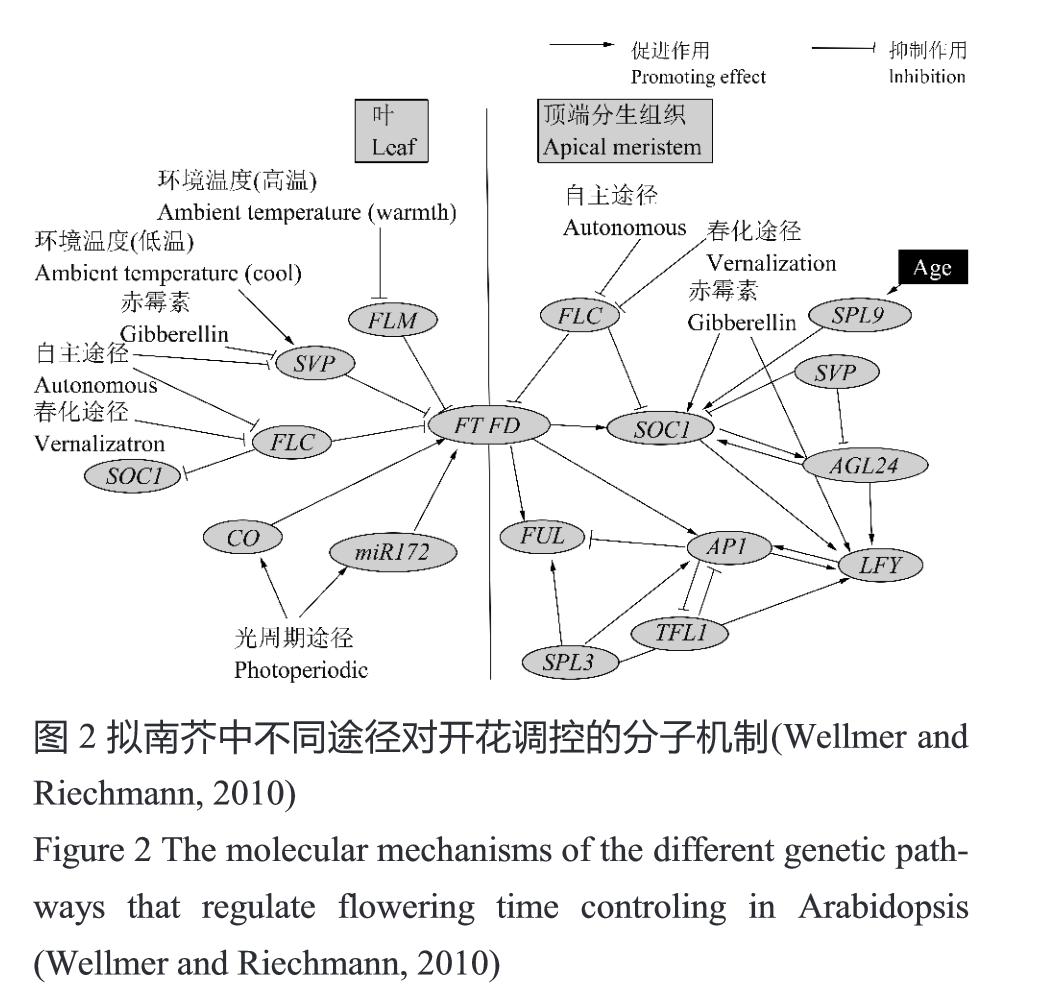 促进作用
Promoting effect
抑制作用
Inhibition
叶
Leaf
顶端分生组织
Apical meristem
环境温度(高温)
Ambient temperature (warmth)
环境温度(低温)
Ambient temperature (cool)
赤霉素
Gibberellin
自主途径
Autonomous
春化途径
Vernalizatron
自主途径
Autonomous
春化途径
Vernalization
赤霉素
Gibberellin
Age
FLM
SVP
FLC
SOC1
CO
miR172
光周期途径
Photoperiodic
FT FD
FLC
SPL9
SVP
SOC1
AGL24
FUL
AP1
LFY
TFL1
SPL3
图 2 拟南芥中不同途径对开花调控的分子机制(Wellmer and
Riechmann, 2010)
Figure 2 The molecular mechanisms of the different genetic path-
ways that regulate flowering time controling in Arabidopsis
(Wellmer and Riechmann, 2010)